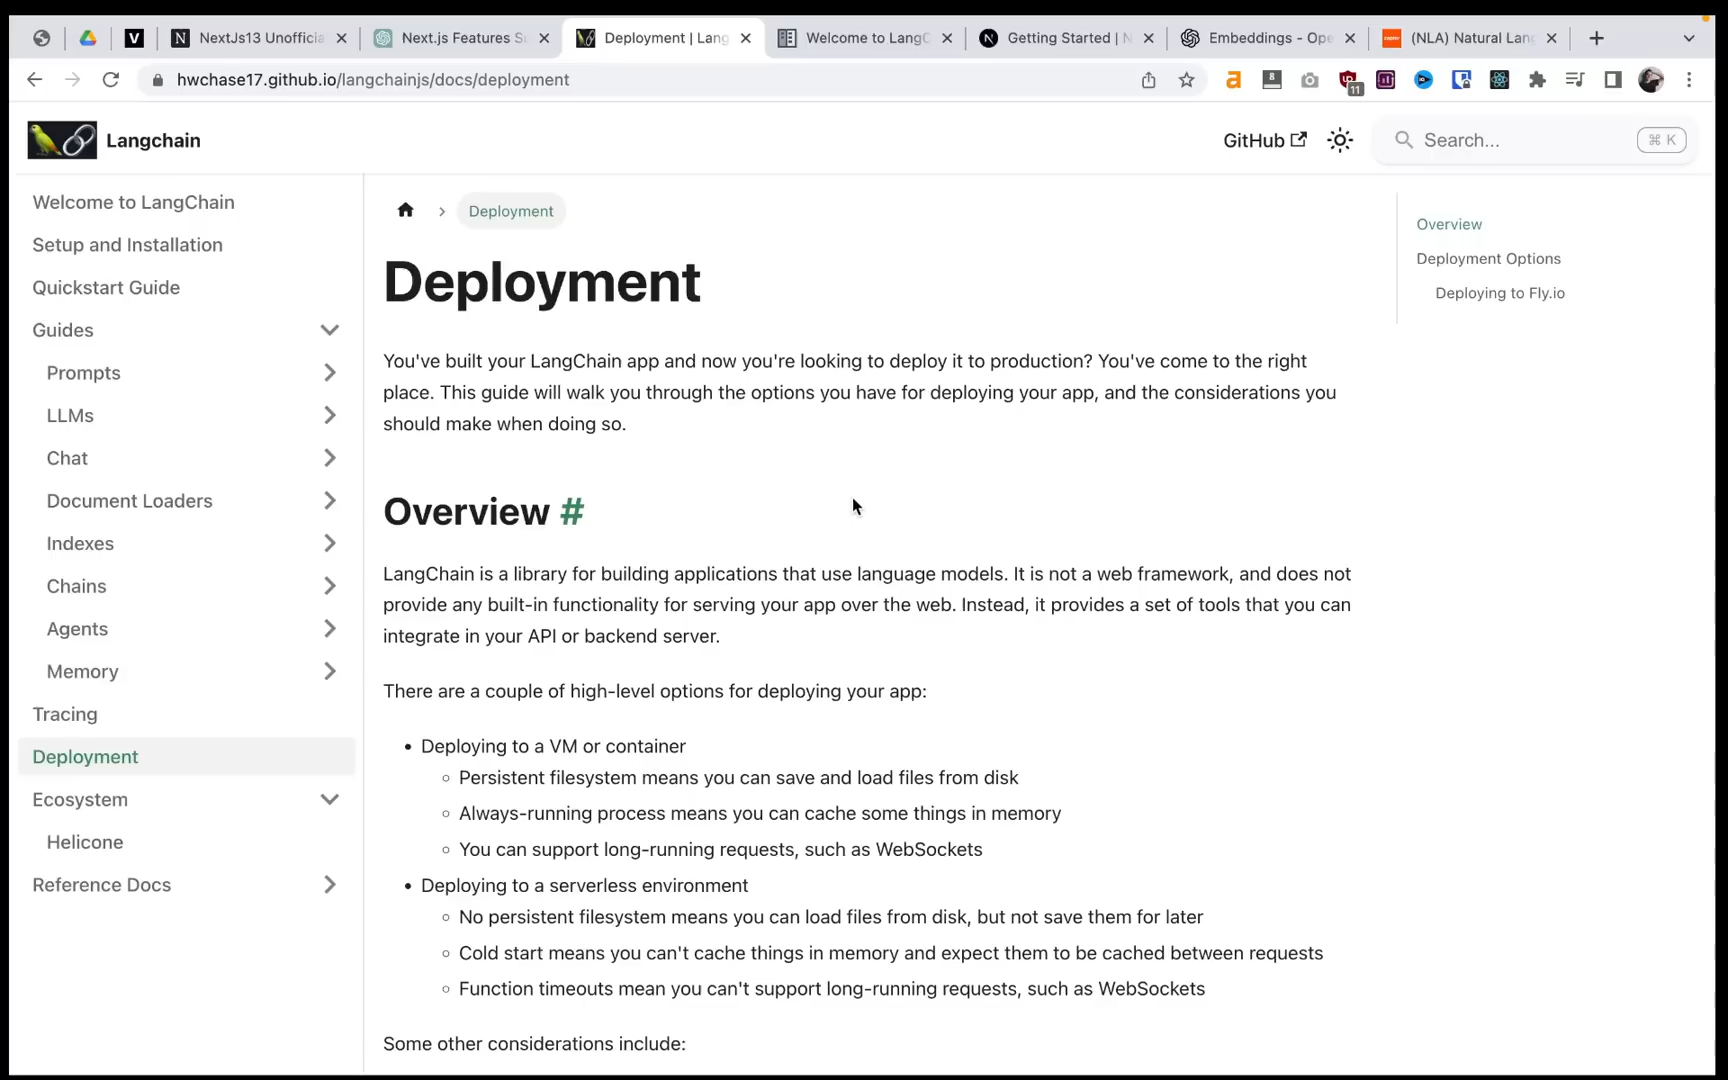 NextJs13 Unofficia
Next.js Features Su
Deployment | Lang
Welcome to LangC
Getting Started | N
Embeddings - Ope
(NLA) Natural Lang
hwchase17.github.io/langchainjs/docs/deployment
8
11
Langchain
GitHub
Search...
⌘ K
Welcome to LangChain
Setup and Installation
Quickstart Guide
Guides
Prompts
LLMs
Chat
Document Loaders
Indexes
Chains
Agents
Memory
Tracing
Deployment
Ecosystem
Helicone
Reference Docs
Deployment
Deployment
You've built your LangChain app and now you're looking to deploy it to production? You've come to the right
place. This guide will walk you through the options you have for deploying your app, and the considerations you
should make when doing so.
Overview #
LangChain is a library for building applications that use language models. It is not a web framework, and does not
provide any built-in functionality for serving your app over the web. Instead, it provides a set of tools that you can
integrate in your API or backend server.
There are a couple of high-level options for deploying your app:
• Deploying to a VM or container
◦ Persistent filesystem means you can save and load files from disk
◦ Always-running process means you can cache some things in memory
◦ You can support long-running requests, such as WebSockets
• Deploying to a serverless environment
◦ No persistent filesystem means you can load files from disk, but not save them for later
◦ Cold start means you can't cache things in memory and expect them to be cached between requests
◦ Function timeouts mean you can't support long-running requests, such as WebSockets
Some other considerations include:
Overview
Deployment Options
Deploying to Fly.io